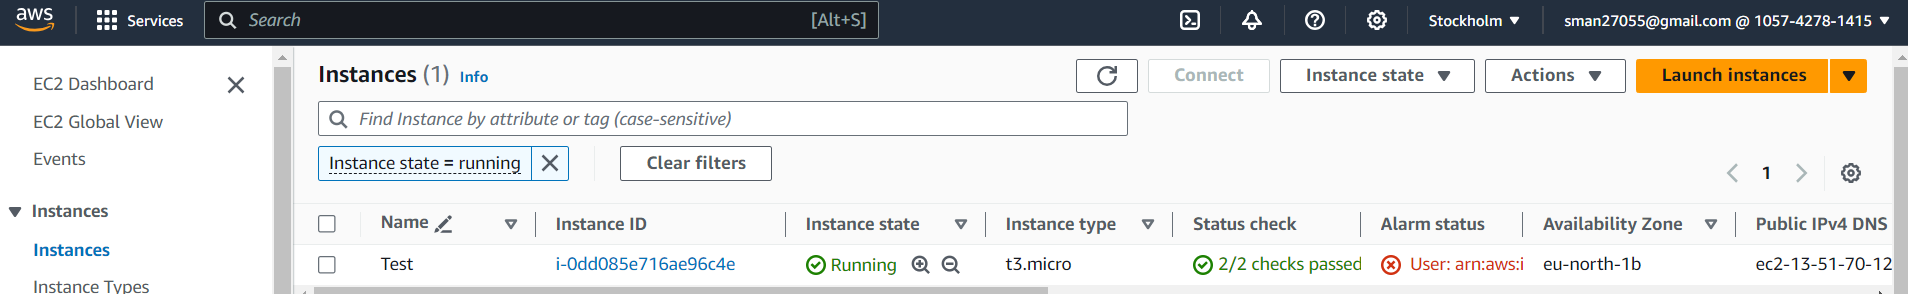 aws Services Search [Alt+S] Stockholm sman27055@gmail.com @ 1057-4278-1415
EC2 Dashboard
EC2 Global View
Events
Instances
Instances
Instance Types
Instances (1) Info Connect Instance state Actions Launch instances
Find Instance by attribute or tag (case-sensitive)
Instance state = running Clear filters
1
Name Instance ID Instance state Instance type Status check Alarm status Availability Zone Public IPv4 DNS
Test i-0dd085e716ae96c4e Running t3.micro 2/2 checks passed User: arn:aws:i eu-north-1b ec2-13-51-70-12